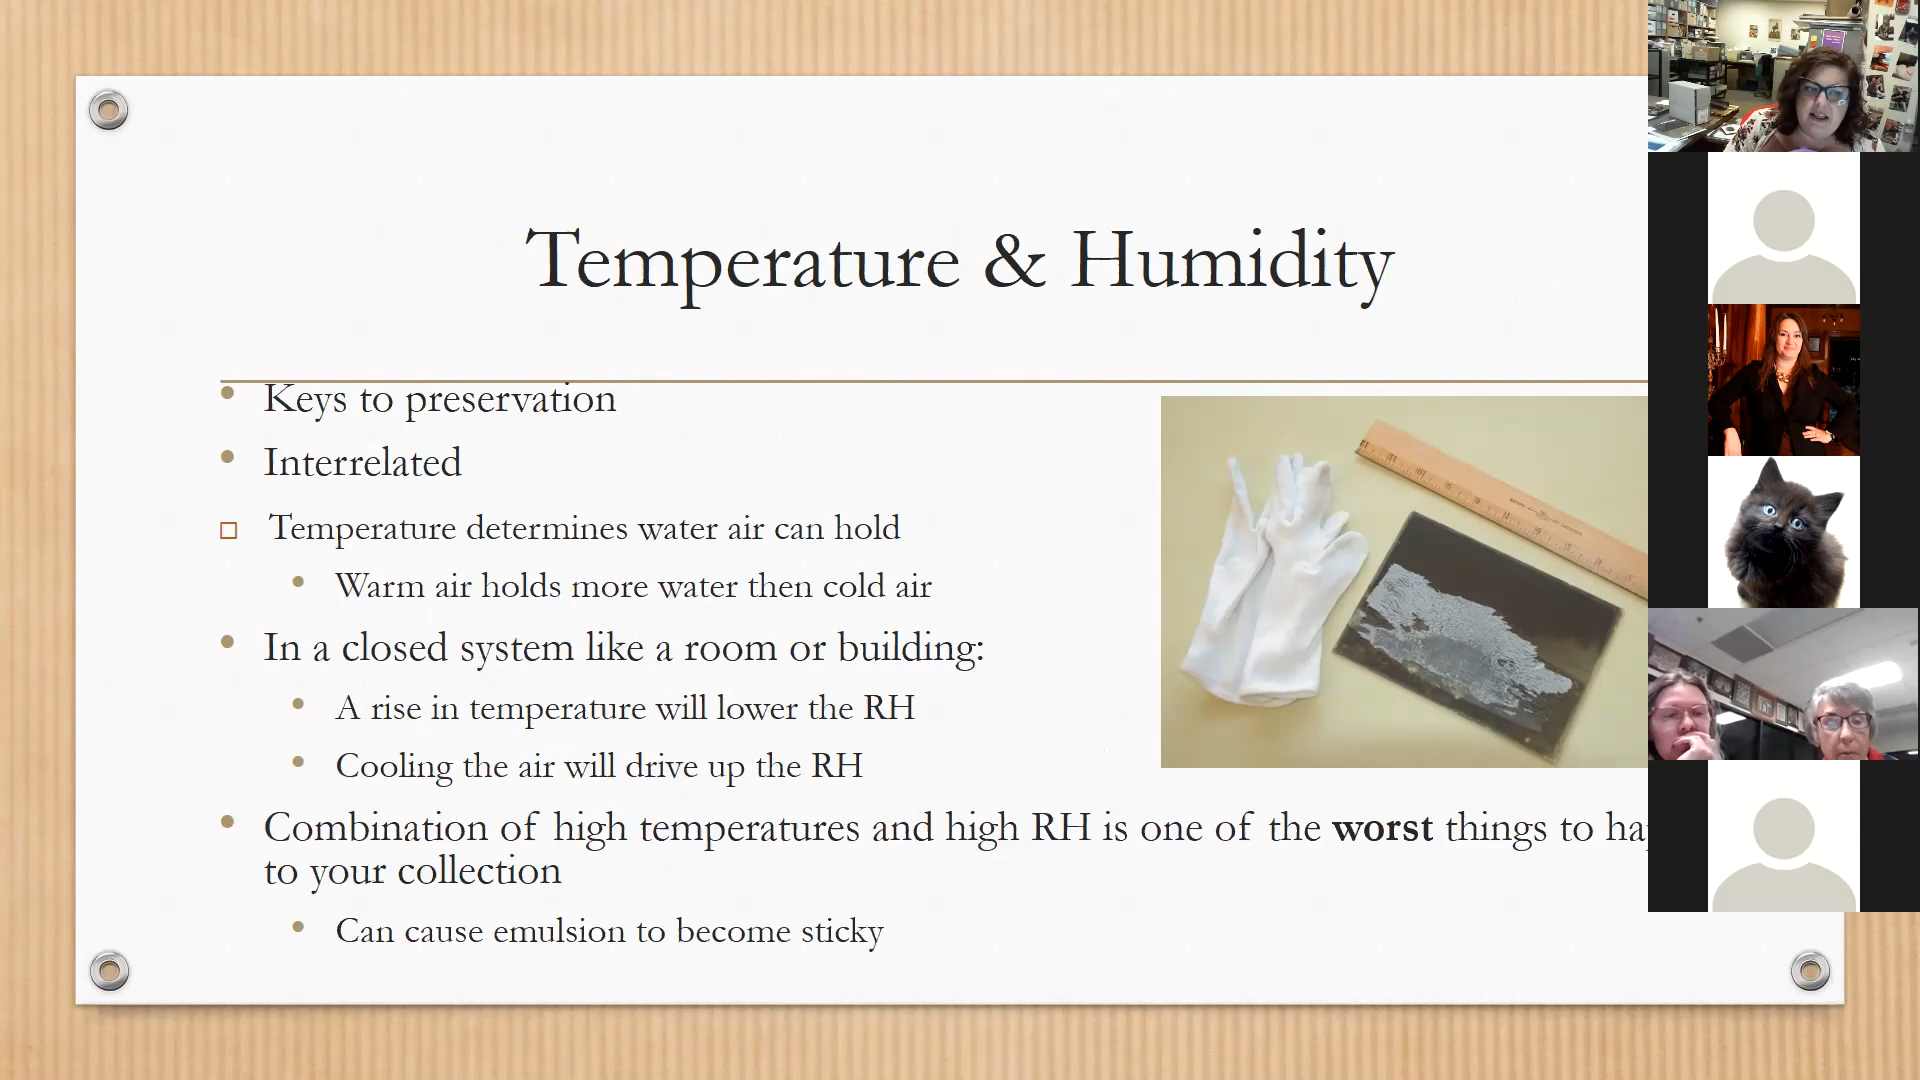 Temperature & Humidity
Keys to preservation
Interrelated
Temperature determines water air can hold
Warm air holds more water then cold air
In a closed system like a room or building:
A rise in temperature will lower the RH
Cooling the air will drive up the RH
Combination of high temperatures and high RH is one of the worst things to
to your collection
Can cause emulsion to become sticky